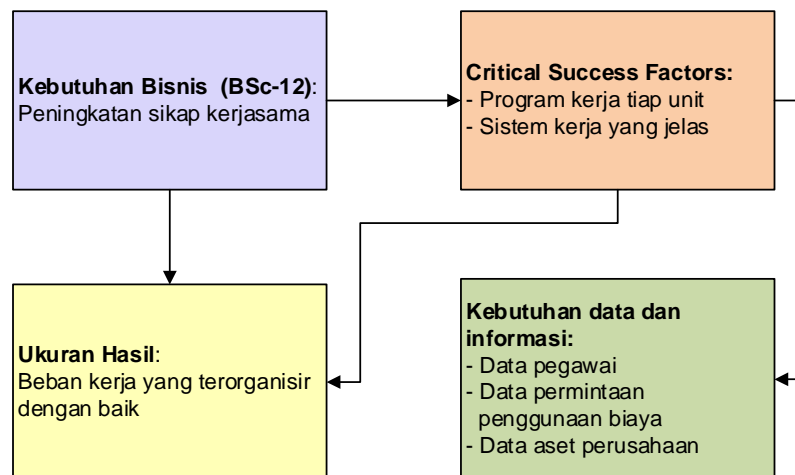 Kebutuhan Bisnis (BSc-12):
Peningkatan sikap kerjasama
Critical Success Factors:
- Program kerja tiap unit
- Sistem kerja yang jelas
Ukuran Hasil:
Beban kerja yang terorganisir
dengan baik
Kebutuhan data dan
informasi:
- Data pegawai
- Data permintaan
penggunaan biaya
- Data aset perusahaan